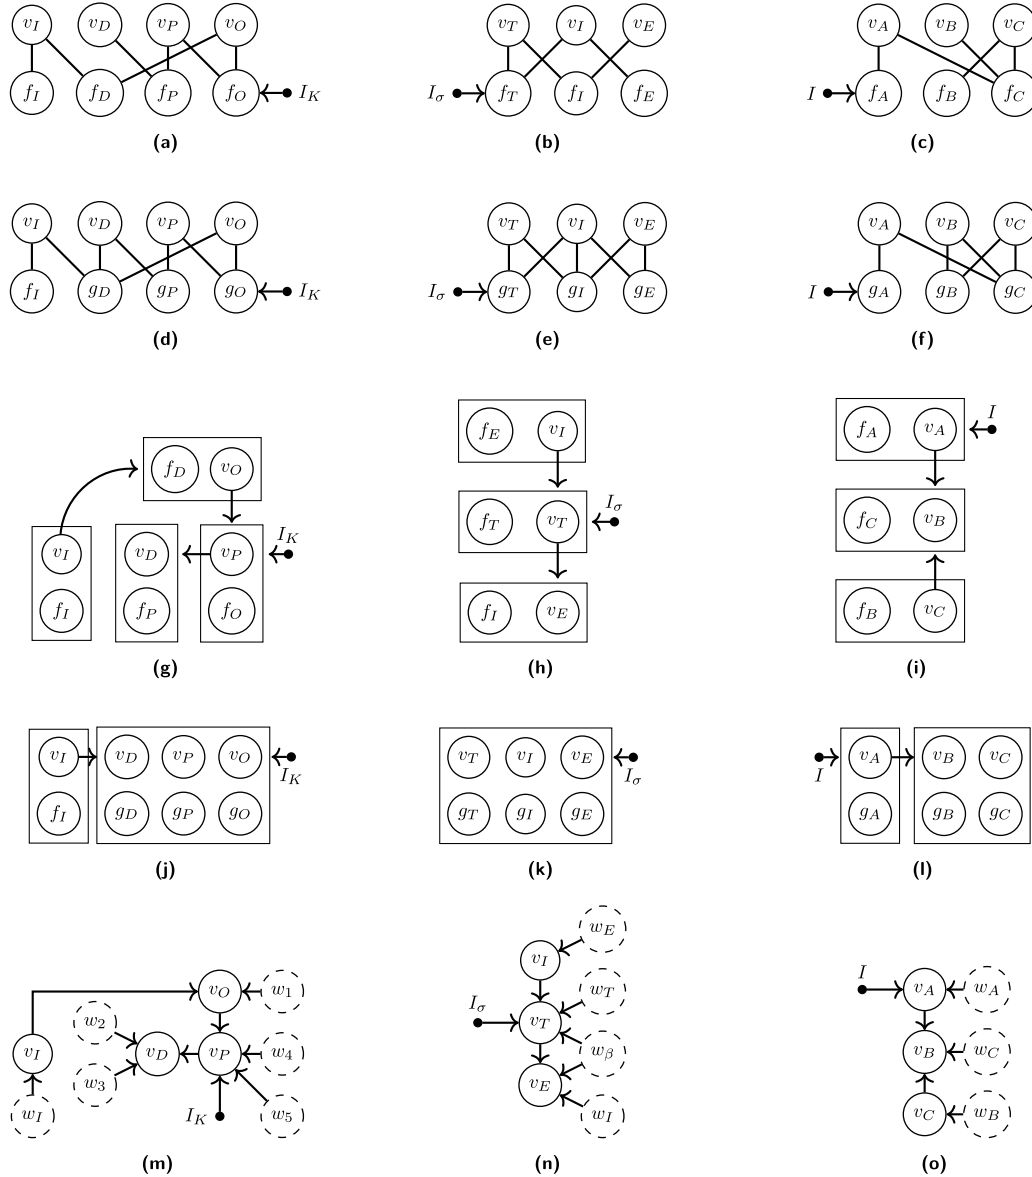 v_I v_D v_P v_O
f_I f_D f_P f_O I_K
(a)
v_T v_I v_E
I_σ f_T f_I f_E
(b)
v_A v_B v_C
I f_A f_B f_C
(c)
v_I v_D v_P v_O
f_I g_D g_P g_O I_K
(d)
v_T v_I v_E
I_σ g_T g_I g_E
(e)
v_A v_B v_C
I g_A g_B g_C
(f)
f_D v_O
I_K
v_I v_D v_P
f_I f_P f_O
(g)
f_E v_I
I_σ
f_T v_T
f_I v_E
(h)
I
f_A v_A
f_C v_B
f_B v_C
(i)
v_I v_D v_P v_O
I_K
f_I g_D g_P g_O
(j)
v_T v_I v_E
I_σ
g_T g_I g_E
(k)
v_A v_B v_C
I
g_A g_B g_C
(l)
v_O w_1
w_2
v_I v_D v_P w_4
w_3
w_I I_K w_5
(m)
w_E
v_I
w_T
I_σ
v_T
w_β
v_E
w_I
(n)
I
v_A w_A
v_B w_C
v_C w_B
(o)